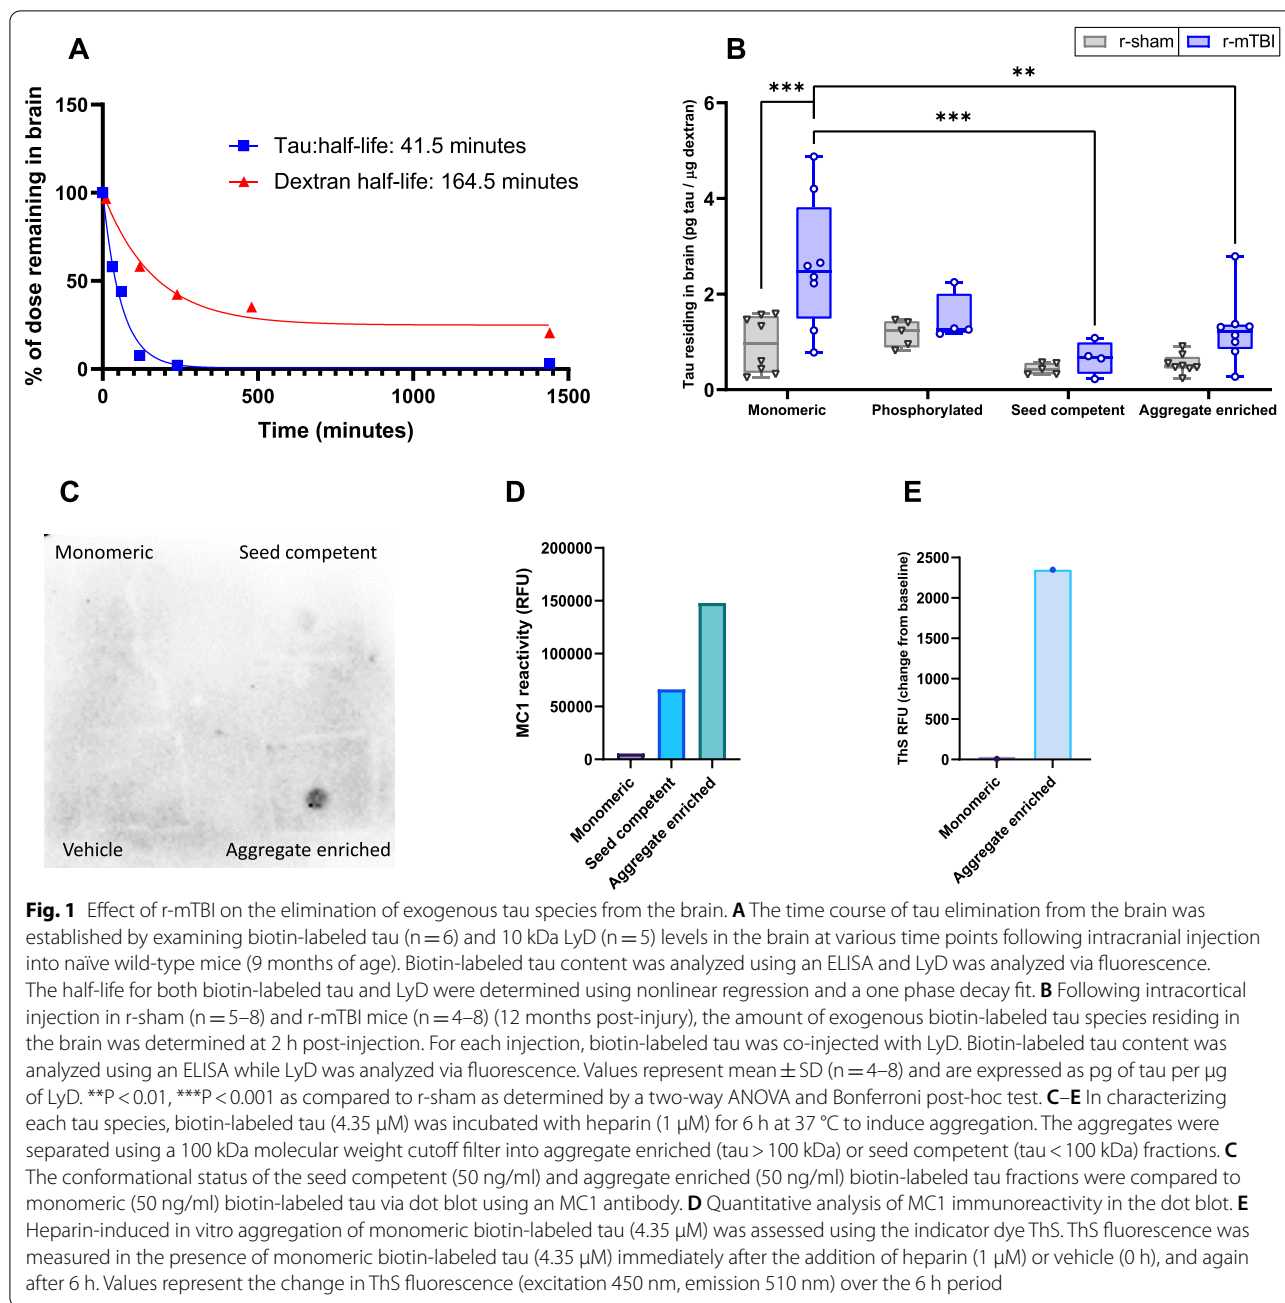 A
% of dose remaining in brain
150
100
50
0
0
500
1000
1500
Time (minutes)
Tau:half-life: 41.5 minutes
Dextran half-life: 164.5 minutes
B
r-sham
r-mTBI
Tau residing in brain (pg tau / μg dextran)
6
4
2
0
***
**
***
Monomeric
Phosphorylated
Seed competent
Aggregate enriched
C
Monomeric
Seed competent
Vehicle
Aggregate enriched
D
MC1 reactivity (RFU)
200000
150000
100000
50000
0
Monomeric
Seed competent
Aggregate enriched
E
ThS RFU (change from baseline)
2500
2000
1500
1000
500
0
Monomeric
Aggregate enriched
Fig. 1 Effect of r-mTBI on the elimination of exogenous tau species from the brain. A The time course of tau elimination from the brain was
established by examining biotin-labeled tau (n = 6) and 10 kDa LyD (n = 5) levels in the brain at various time points following intracranial injection
into naïve wild-type mice (9 months of age). Biotin-labeled tau content was analyzed using an ELISA and LyD was analyzed via fluorescence.
The half-life for both biotin-labeled tau and LyD were determined using nonlinear regression and a one phase decay fit. B Following intracortical
injection in r-sham (n = 5–8) and r-mTBI mice (n = 4–8) (12 months post-injury), the amount of exogenous biotin-labeled tau species residing in
the brain was determined at 2 h post-injection. For each injection, biotin-labeled tau was co-injected with LyD. Biotin-labeled tau content was
analyzed using an ELISA while LyD was analyzed via fluorescence. Values represent mean ± SD (n = 4–8) and are expressed as pg of tau per μg
of LyD. **P < 0.01, ***P < 0.001 as compared to r-sham as determined by a two-way ANOVA and Bonferroni post-hoc test. C–E In characterizing
each tau species, biotin-labeled tau (4.35 μM) was incubated with heparin (1 μM) for 6 h at 37 °C to induce aggregation. The aggregates were
separated using a 100 kDa molecular weight cutoff filter into aggregate enriched (tau > 100 kDa) or seed competent (tau < 100 kDa) fractions. C
The conformational status of the seed competent (50 ng/ml) and aggregate enriched (50 ng/ml) biotin-labeled tau fractions were compared to
monomeric (50 ng/ml) biotin-labeled tau via dot blot using an MC1 antibody. D Quantitative analysis of MC1 immunoreactivity in the dot blot. E
Heparin-induced in vitro aggregation of monomeric biotin-labeled tau (4.35 μM) was assessed using the indicator dye ThS. ThS fluorescence was
measured in the presence of monomeric biotin-labeled tau (4.35 μM) immediately after the addition of heparin (1 μM) or vehicle (0 h), and again
after 6 h. Values represent the change in ThS fluorescence (excitation 450 nm, emission 510 nm) over the 6 h period